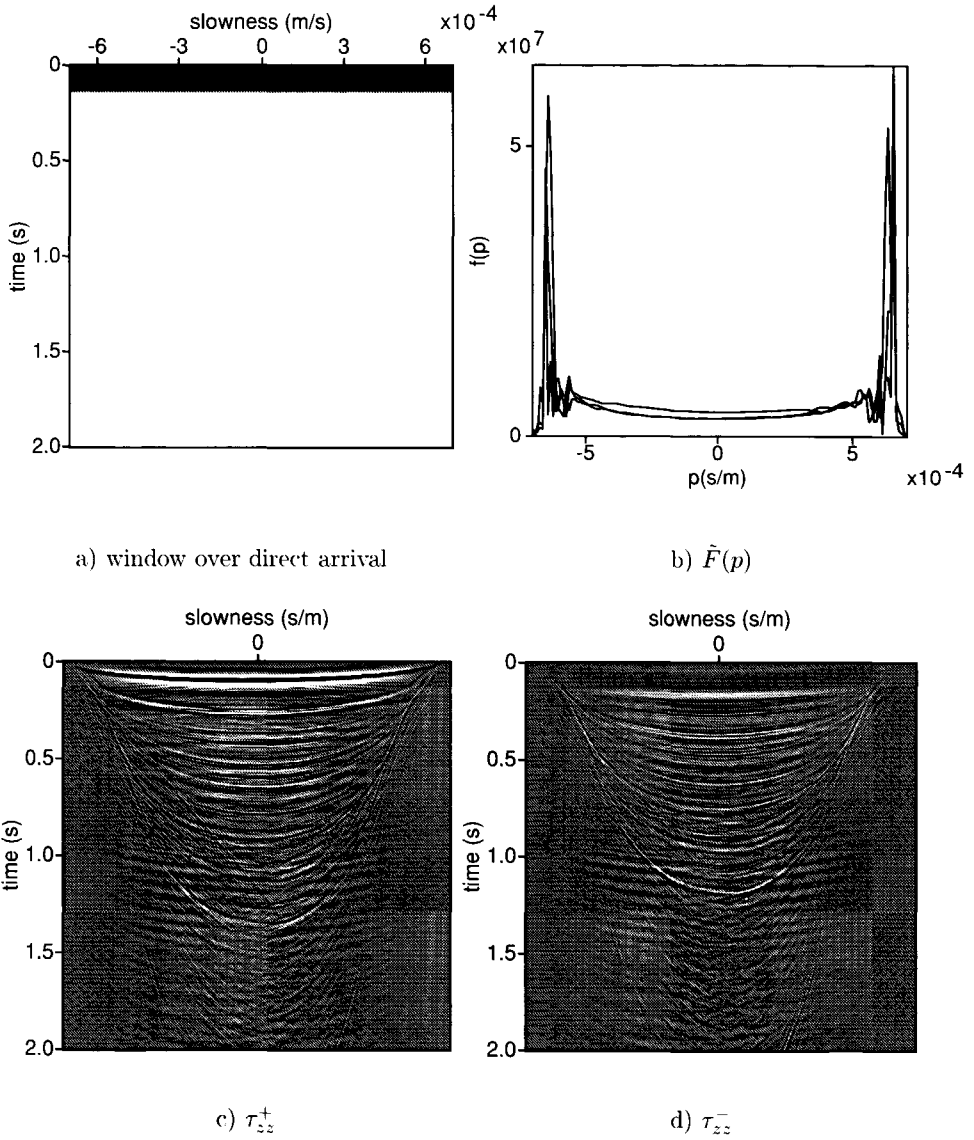 slowness (m/s)
x10^-4
-6 -3 0 3 6
0
0.5
1.0
1.5
2.0
time (s)
x10^7
5
0
f(p)
-5 0 5
p(s/m)
x10^-4
a) window over direct arrival
b) F̃(p)
slowness (s/m)
0
0
0.5
1.0
1.5
2.0
time (s)
slowness (s/m)
0
0
0.5
1.0
1.5
2.0
time (s)
c) τ_zz^+
d) τ_zz^-